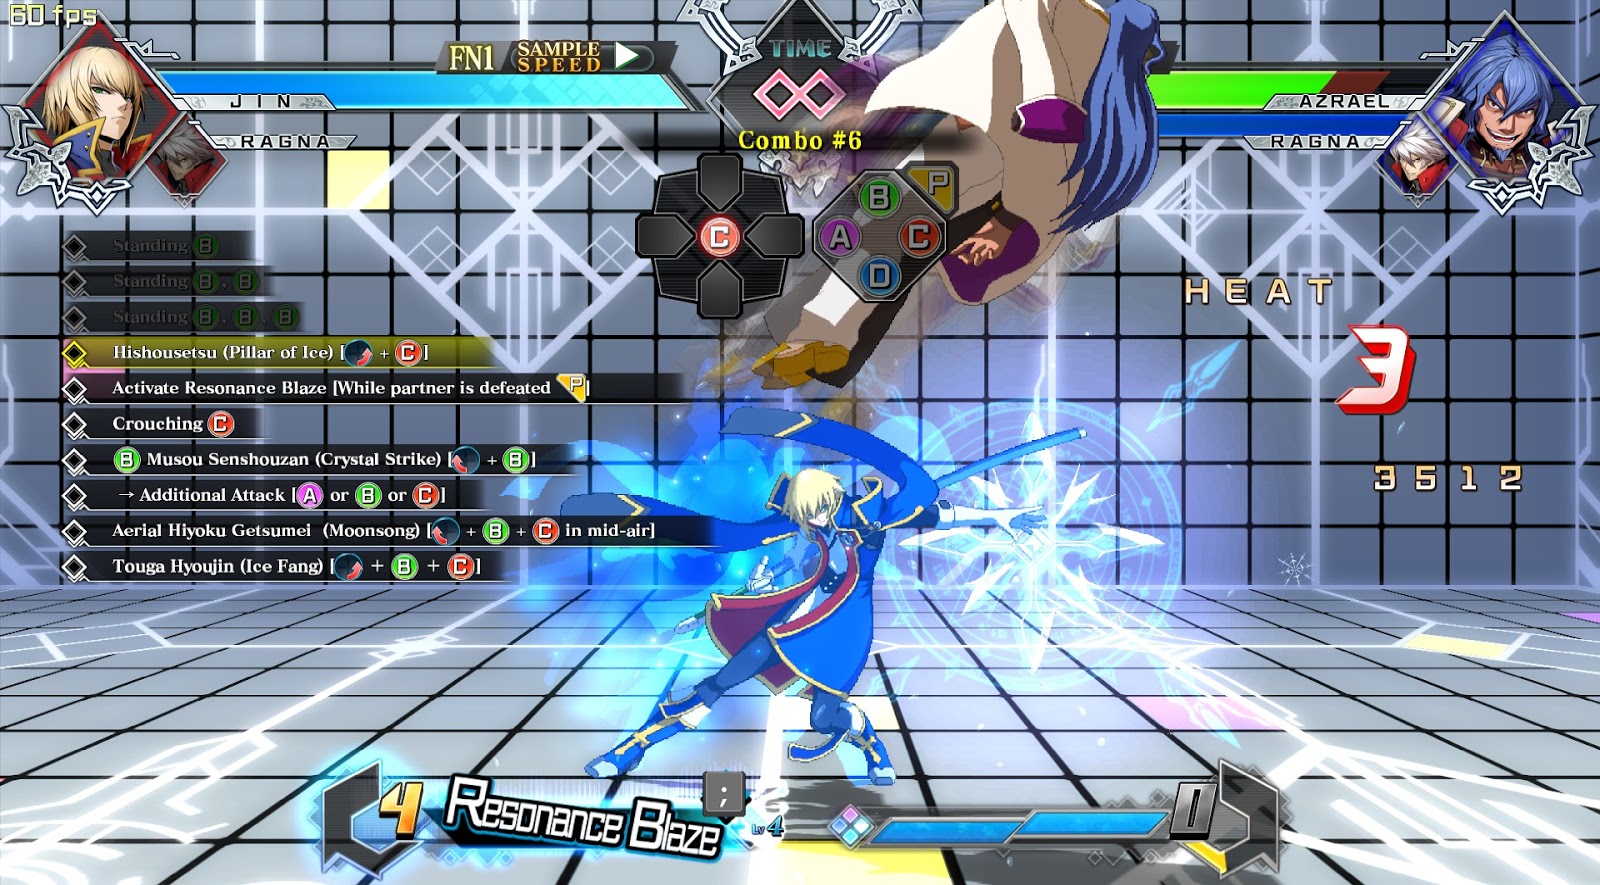 60 fps
FN1 SAMPLE SPEED
TIME
JIN
RAGNA
AZRAEL
RAGNA
Combo #6
C
B
P
A
C
D
Standing B
Standing B, B
Standing B, B, B
Hishousetsu (Pillar of Ice) [ + C]
Activate Resonance Blaze [While partner is defeated P]
Crouching C
B Musou Senshouzan (Crystal Strike) [ + B]
→ Additional Attack [A or B or C]
Aerial Hiyoku Getsumei (Moonsong) [ + B + C in mid-air]
Touga Hyoujin (Ice Fang) [ + B + C]
HEAT
3
3512
4
Resonance Blaze
;
Lv 4
0